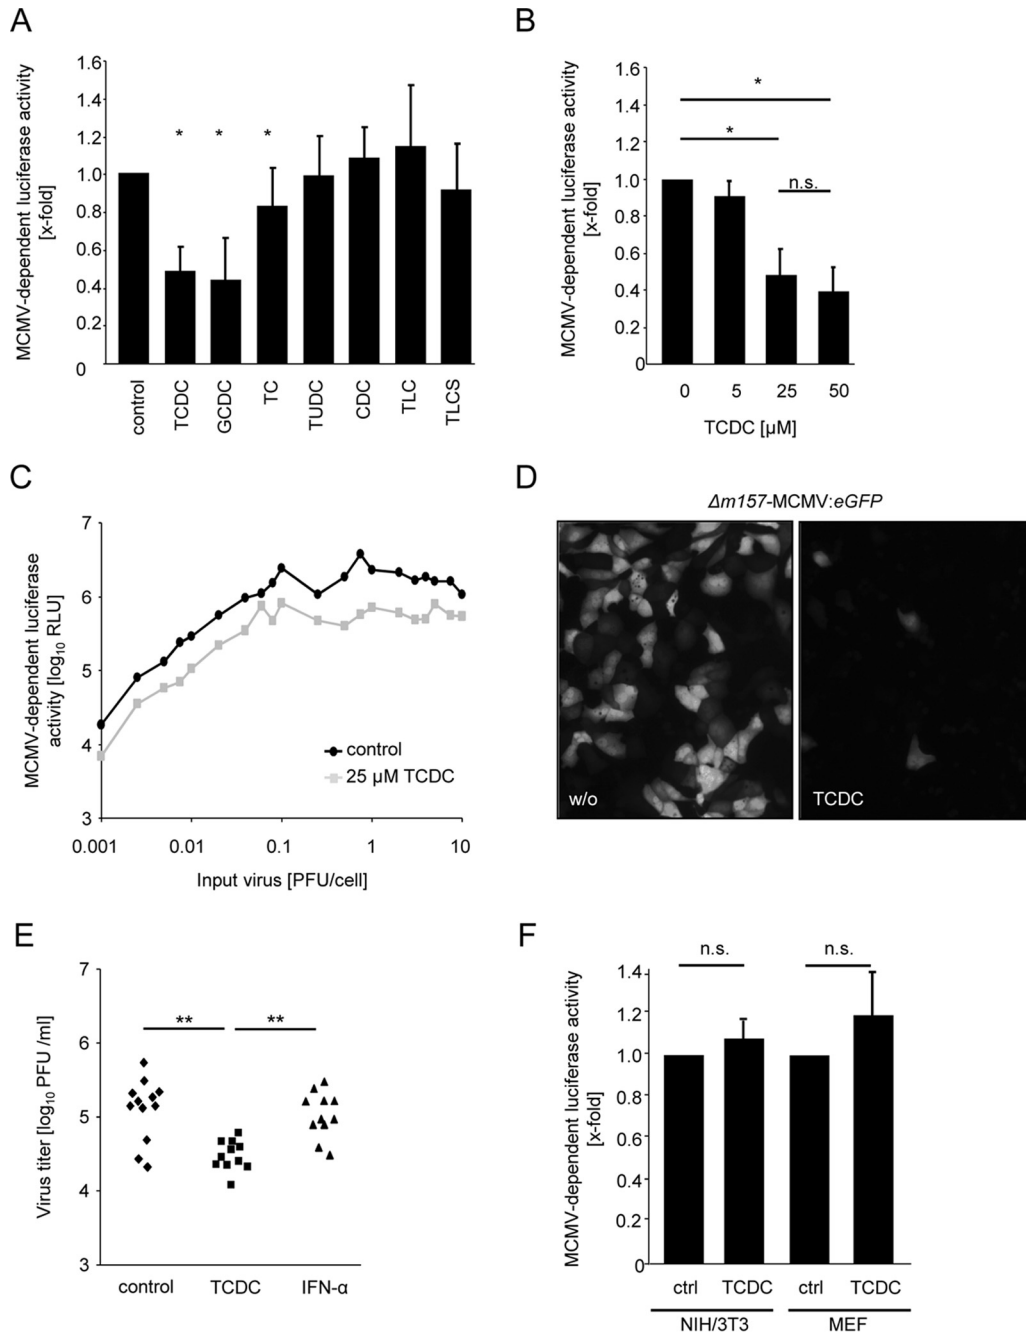 A
MCMV-dependent luciferase activity
[x-fold]
1.6
1.4
1.2
1.0
0.8
0.6
0.4
0.2
0
* * *
control TCDC GCDC TC TUDC CDC TLC TLCS
B
MCMV-dependent luciferase activity
[x-fold]
1.6
1.4
1.2
1.0
0.8
0.6
0.4
0.2
0
*
*
n.s.
0 5 25 50
TCDC [µM]
C
MCMV-dependent luciferase
activity [log10 RLU]
7
6
5
4
3
control
25 µM TCDC
0.001 0.01 0.1 1 10
Input virus [PFU/cell]
D
Δm157-MCMV:eGFP
w/o TCDC
E
Virus titer [log10 PFU /ml]
7
6
5
4
3
** **
control TCDC IFN-α
F
MCMV-dependent luciferase activity
[x-fold]
1.4
1.2
1.0
0.8
0.6
0.4
0.2
0
n.s. n.s.
ctrl TCDC ctrl TCDC
NIH/3T3 MEF